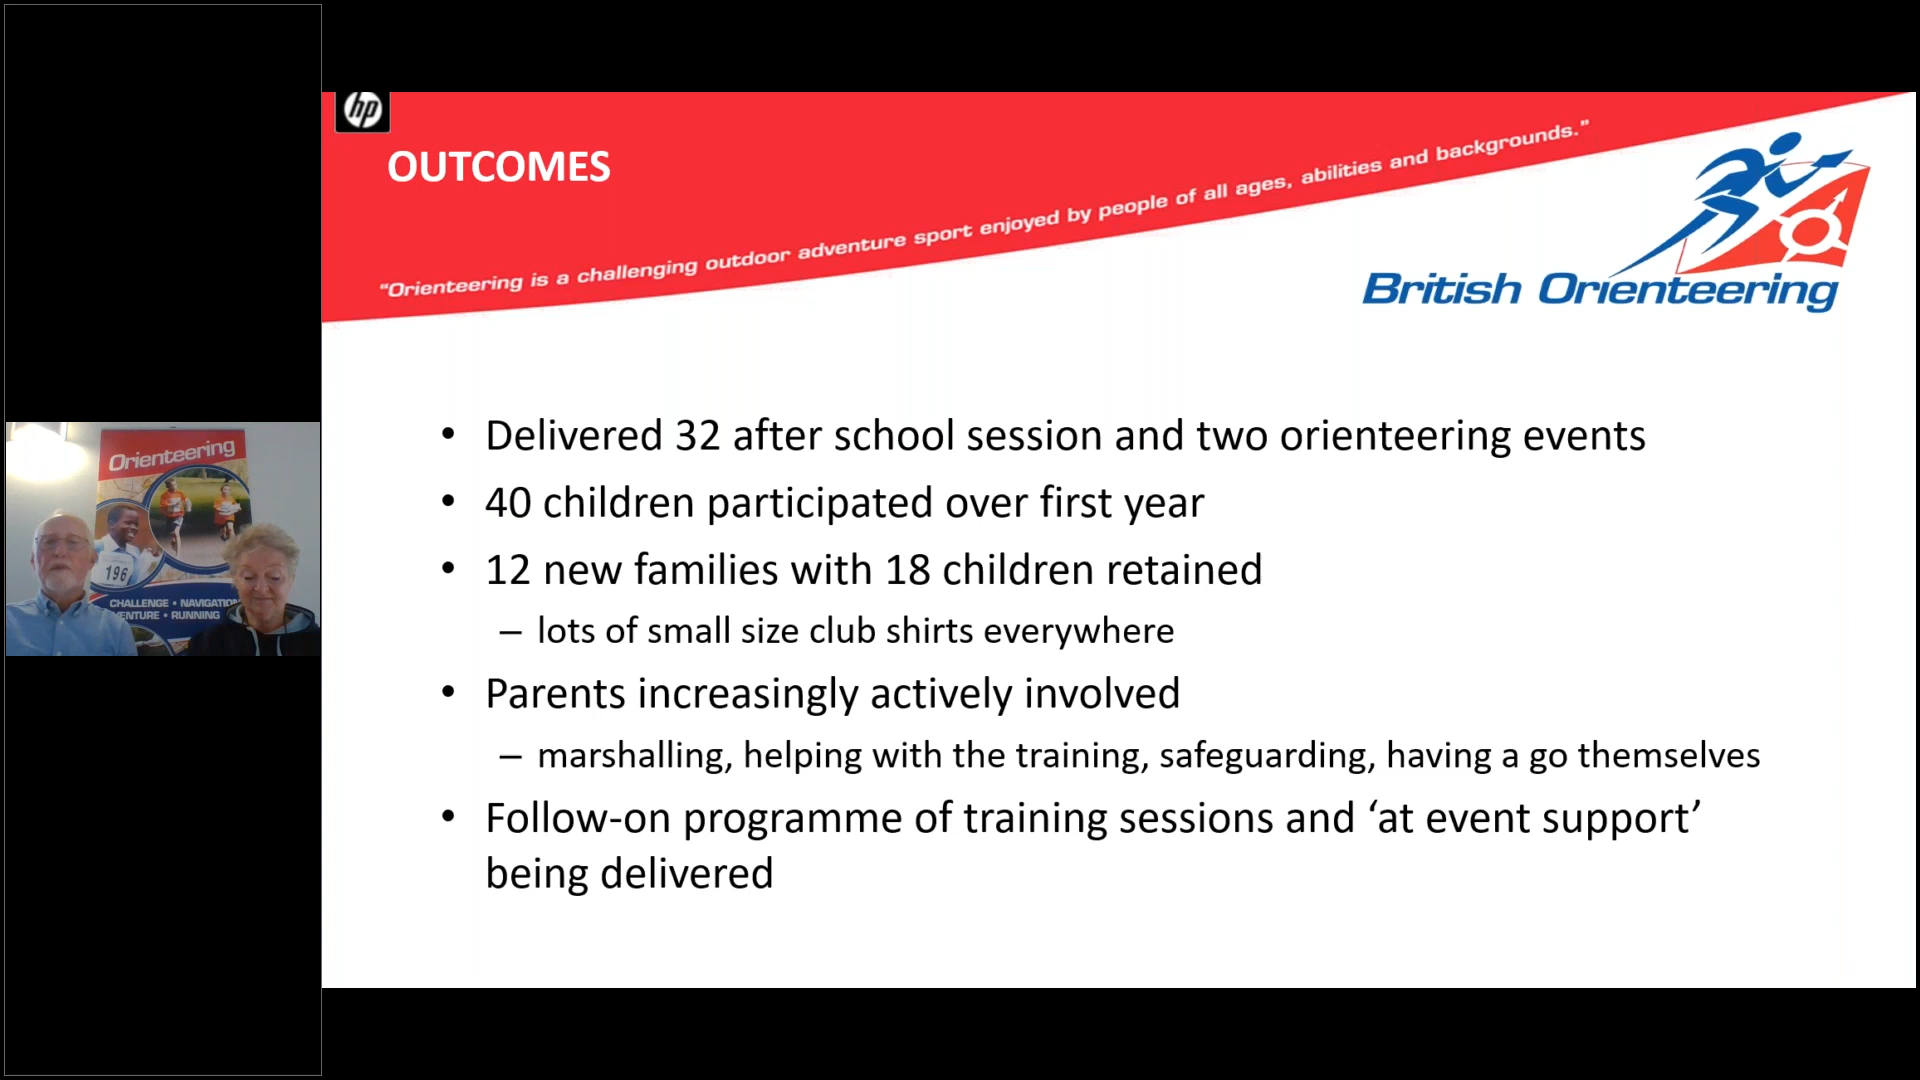 hp
OUTCOMES
“Orienteering is a challenging outdoor adventure sport enjoyed by people of all ages, abilities and backgrounds.”
British Orienteering
• Delivered 32 after school session and two orienteering events
• 40 children participated over first year
• 12 new families with 18 children retained
– lots of small size club shirts everywhere
• Parents increasingly actively involved
– marshalling, helping with the training, safeguarding, having a go themselves
• Follow-on programme of training sessions and ‘at event support’
being delivered
Orienteering
196
CHALLENGE • NAVIGATION
VENTURE • RUNNING